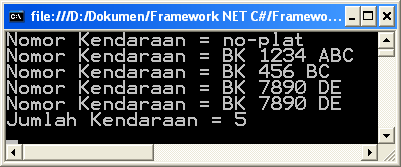 file:///D:/Dokumen/Framework NET C#/Framewo...
Nomor Kendaraan = no-plat
Nomor Kendaraan = BK 1234 ABC
Nomor Kendaraan = BK 456 BC
Nomor Kendaraan = BK 7890 DE
Nomor Kendaraan = BK 7890 DE
Jumlah Kendaraan = 5